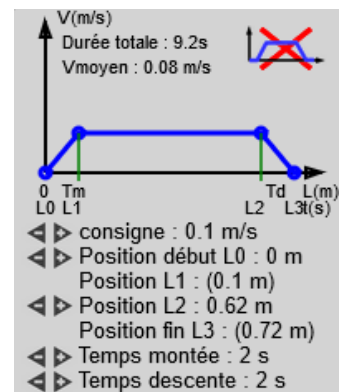 V(m/s)
Durée totale : 9.2s
Vmoyen : 0.08 m/s
0 Tm Td L(m)
L0 L1 L2 L3 t(s)
consigne : 0.1 m/s
Position début L0 : 0 m
Position L1 : (0.1 m)
Position L2 : 0.62 m
Position fin L3 : (0.72 m)
Temps montée : 2 s
Temps descente : 2 s